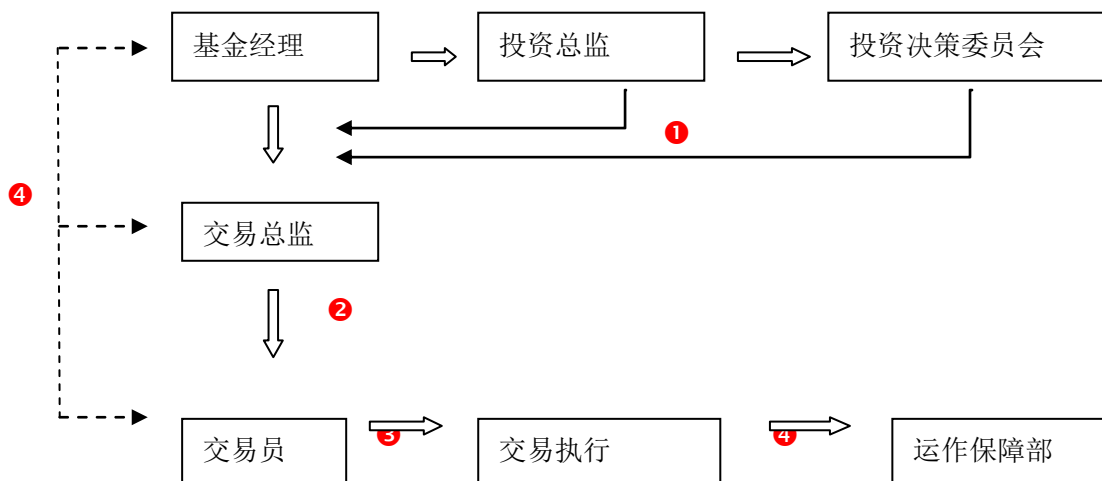 基金经理
投资总监
投资决策委员会
❶
❹
交易总监
❷
交易员
❸
交易执行
❹
运作保障部